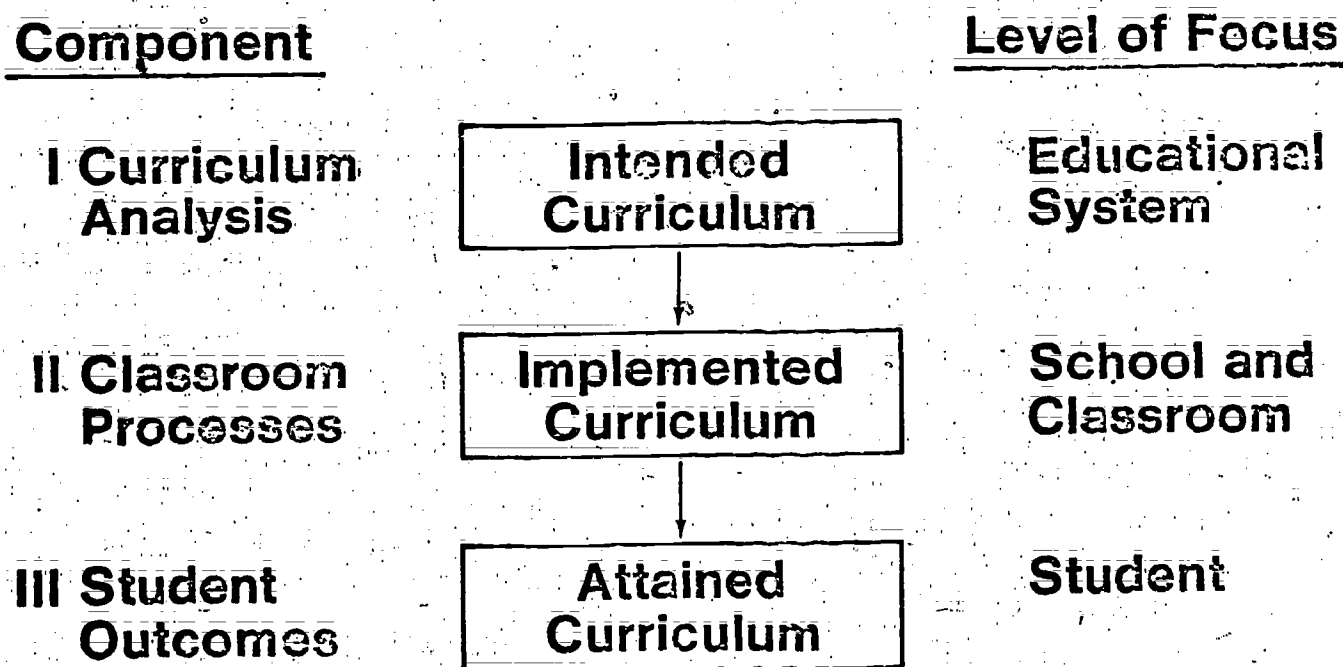 Component
Level of Focus
I Curriculum
Analysis
Intended
Curriculum
Educational
System
II Classroom
Processes
Implemented
Curriculum
School and
Classroom
III Student
Outcomes
Attained
Curriculum
Student